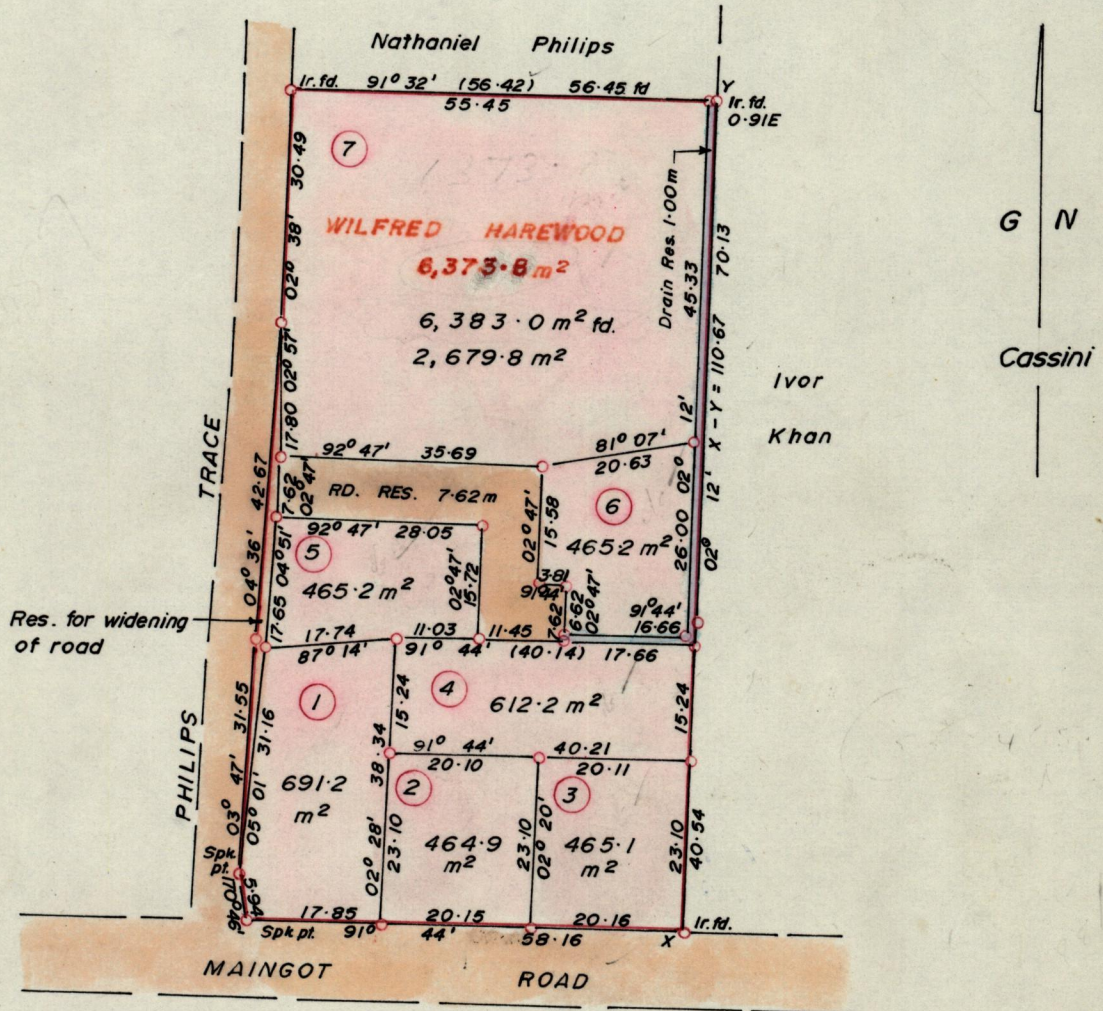 Nathaniel Philips
Ir. fd. 91° 32' (56·42) 56·45 fd
55·45
Y
Ir. fd.
0·91E
7
30·49
02° 38'
WILFRED HAREWOOD
6,373·8 m²
6,383·0 m² fd.
2,679·8 m²
Drain Res. 1·00m
45·33
70·13
G N
Cassini
X - Y = 110·67
Ivor
Khan
02° 57'
17·80
92° 47' 35·69
81° 07'
20·63
02° 12'
26·00
02° 12'
TRACE
42·67
04° 36'
7·62
02° 47'
RD. RES. 7·62m
92° 47' 28·05
02° 47'
15·58
6
465·2 m²
5
465·2 m²
04° 51'
17·65
02° 47'
15·72
3·81
91° 44'
7·62
6·62
02° 47'
91° 44'
16·66
Res. for widening
of road
17·74
87° 14'
11·03
11·45
91° 44' (40·14) 17·66
1
4
612·2 m²
15·24
15·24
31·55
03° 47'
31·16
05° 01'
PHILIPS
691·2
m²
38·34
02° 28'
91° 44' 40·21
20·10
20·11
2
464·9
m²
23·10
3
465·1
m²
23·10
02° 20'
23·10
40·54
Spk.
pt.
5·94
170° 46'
17·85
20·15
20·16
Ir. fd.
Spk pt. 91° 44' 58·16
X
MAINGOT ROAD